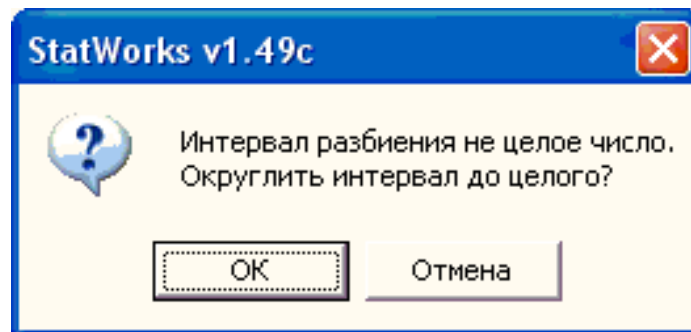 StatWorks v1.49c
Интервал разбиения не целое число.
Округлить интервал до целого?
OK
Отмена